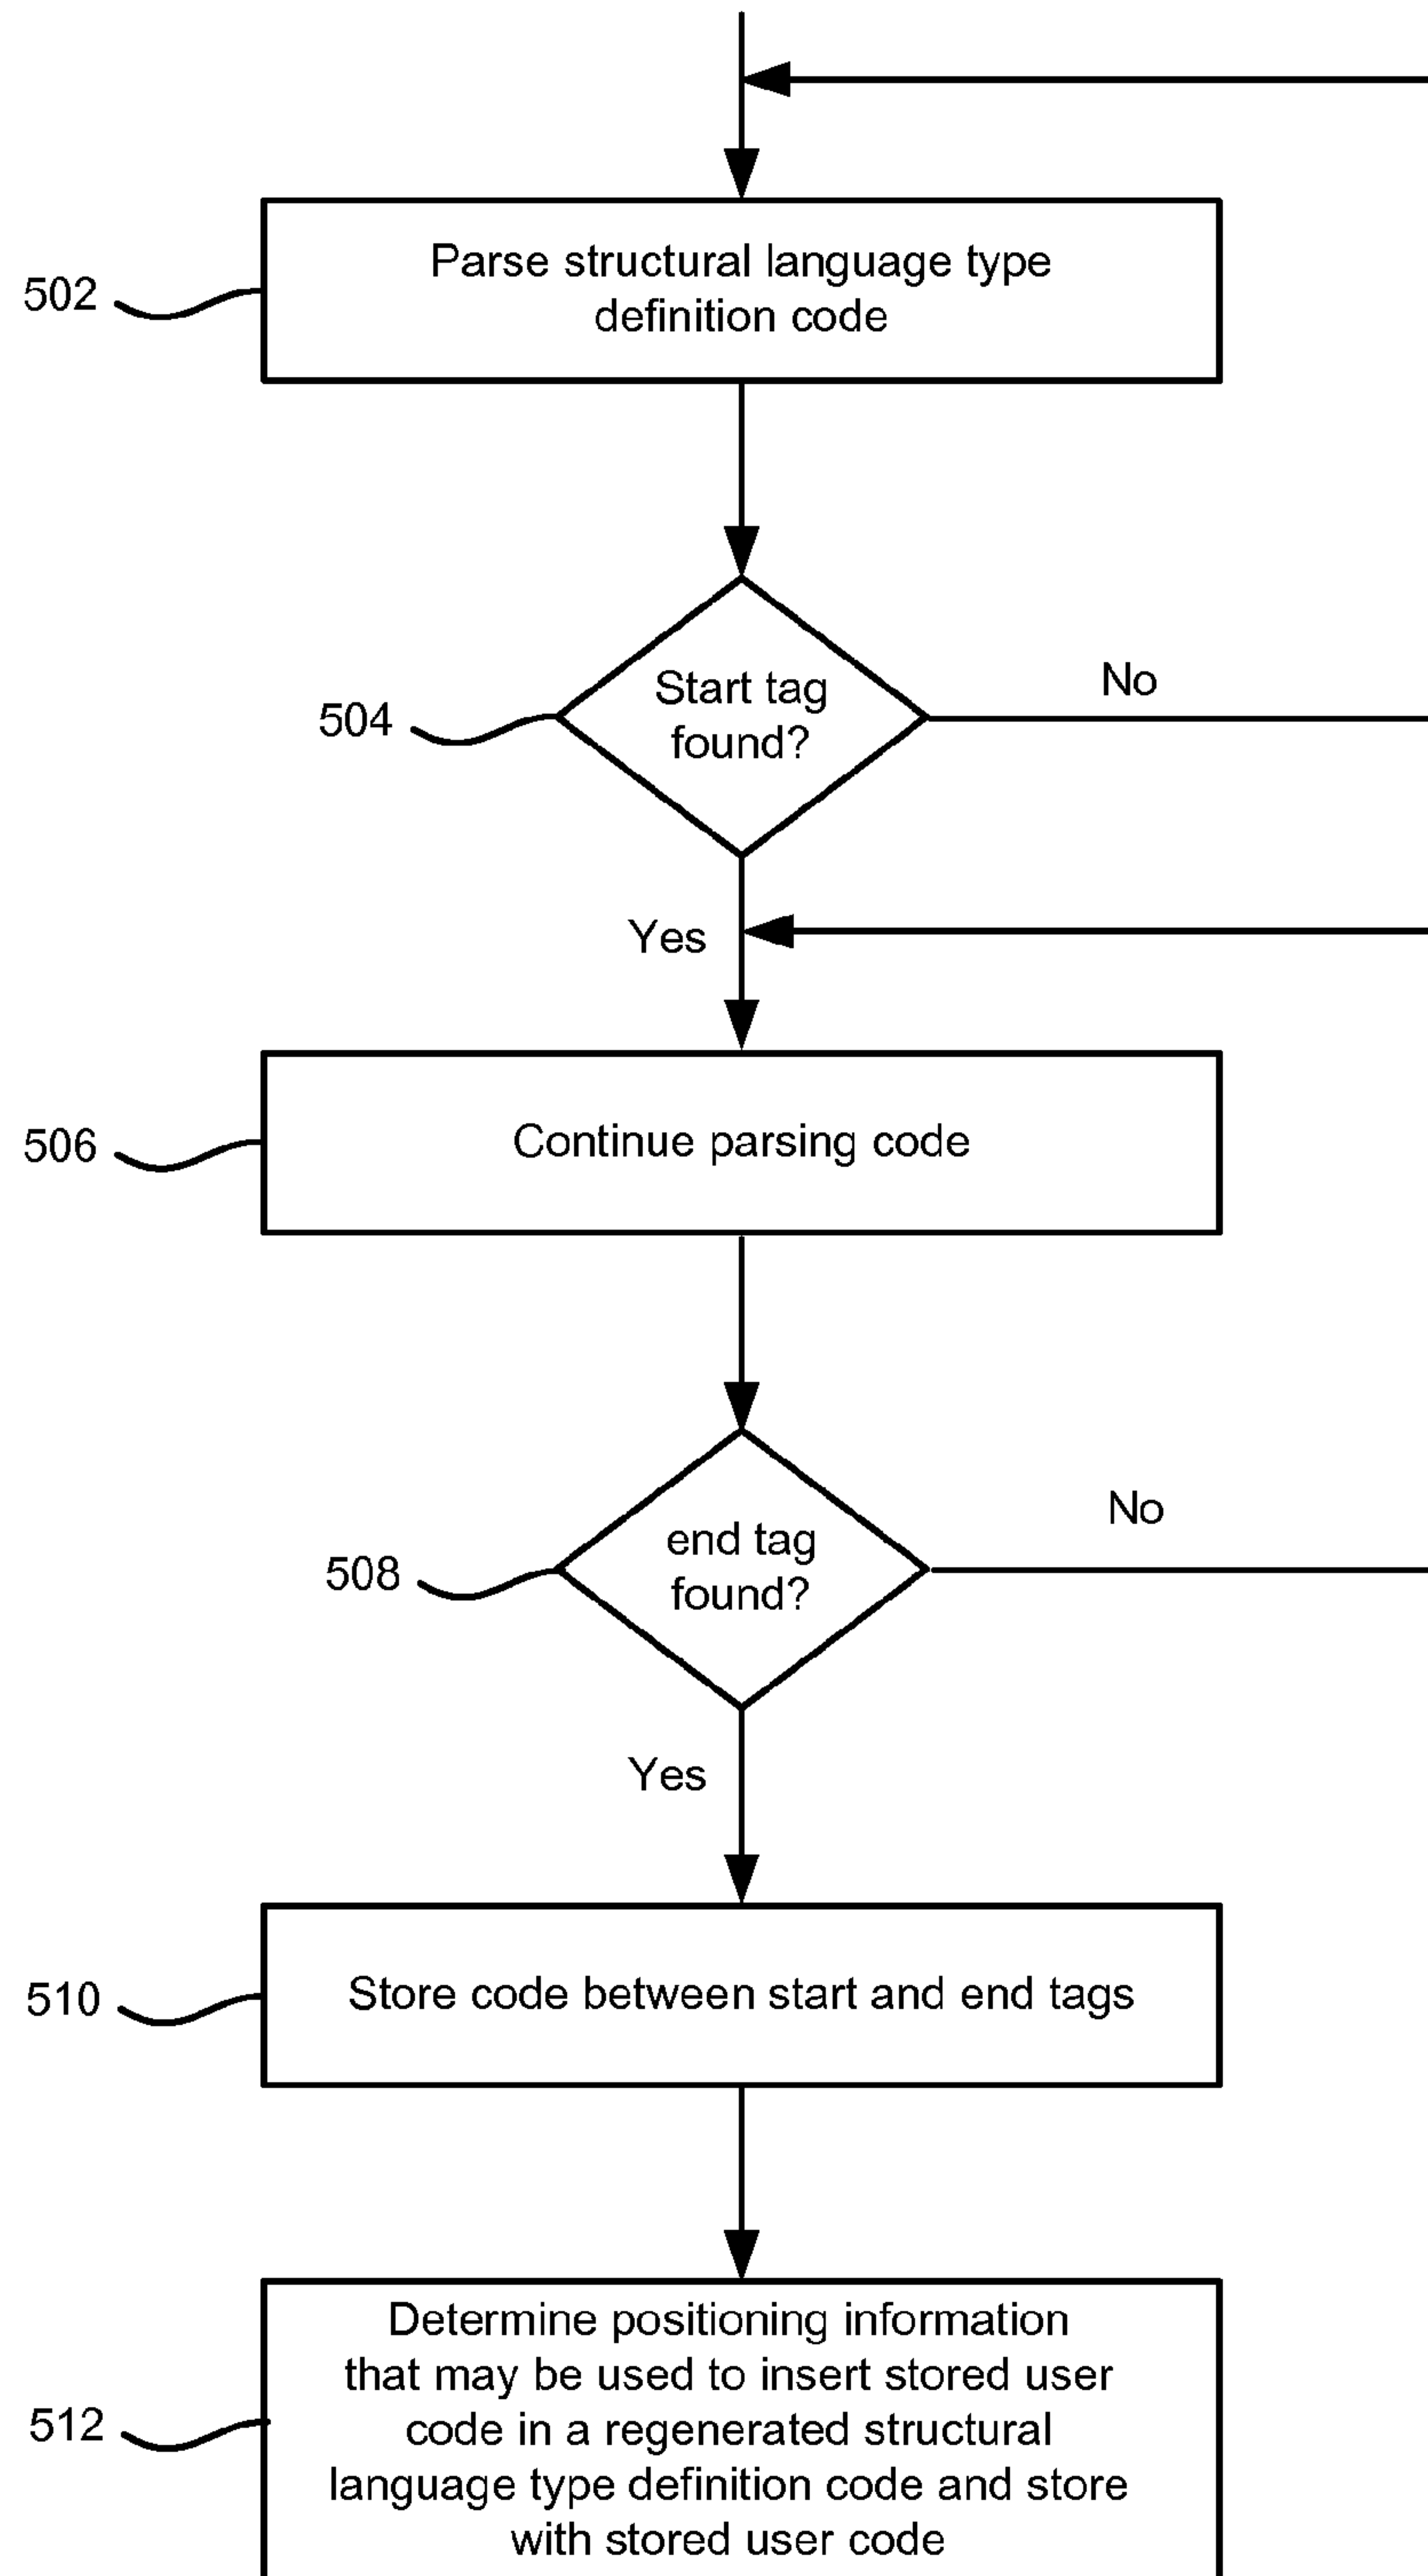 502
Parse structural language type
definition code
504
Start tag
found?
No
Yes
506
Continue parsing code
508
end tag
found?
No
Yes
510
Store code between start and end tags
512
Determine positioning information
that may be used to insert stored user
code in a regenerated structural
language type definition code and store
with stored user code